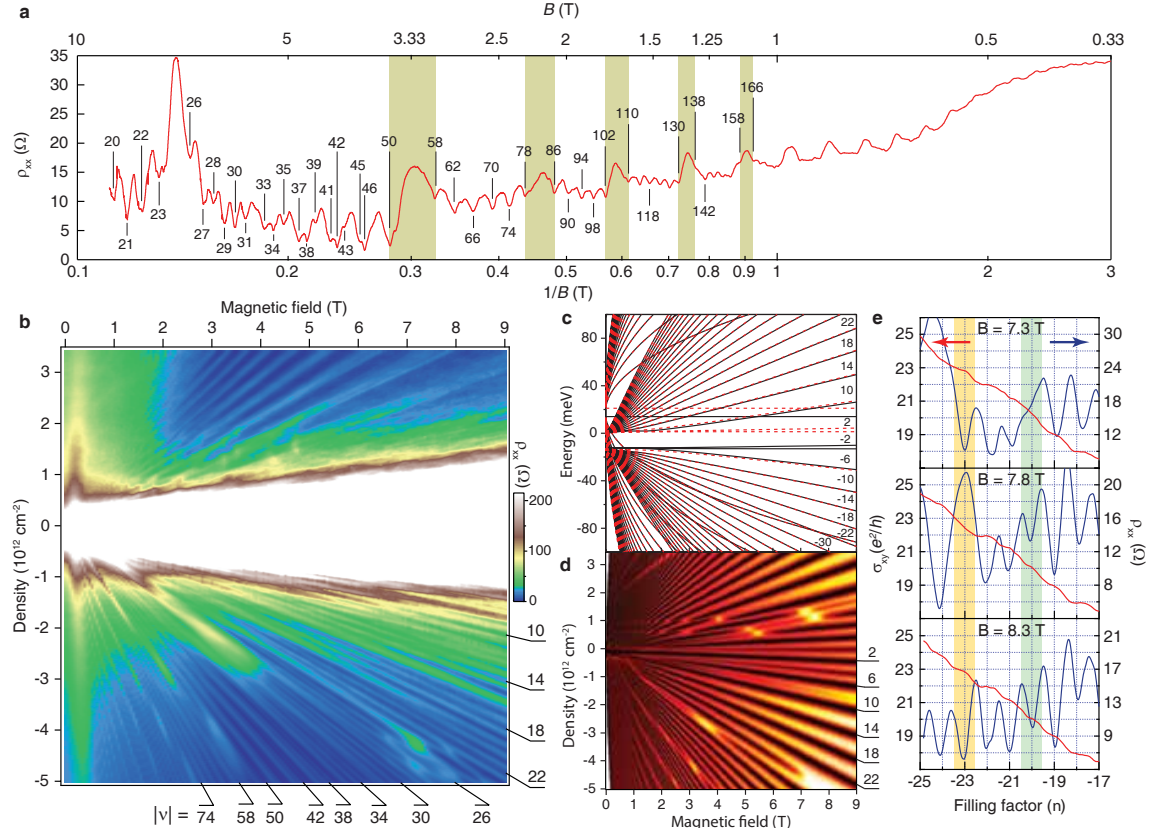 a
B (T)
10 5 3.33 2.5 2 1.5 1.25 1 0.5 0.33
35
30
25
20
15
10
5
0
ρxx (Ω)
20 22 26 28 30 33 35 37 39 41 42 45 46 50 58 62 70 78 86 94 102 110 130 138 158 166
21 23 27 29 31 34 38 43 66 74 90 98 118 142
0.1 0.2 0.3 0.4 0.5 0.6 0.7 0.8 0.9 1 2 3
1/B (T)
b
Magnetic field (T)
0 1 2 3 4 5 6 7 8 9
3
2
1
0
-1
-2
-3
-4
-5
Density (10¹² cm⁻²)
ρxx (Ω)
200
100
0
10
14
18
22
|ν| = 74 58 50 42 38 34 30 26
c
80
40
0
-40
-80
Energy (meV)
22
18
14
10
2
-2
-6
-10
-14
-18
-22
-30
d
3
2
1
0
-1
-2
-3
-4
-5
Density (10¹² cm⁻²)
2
6
10
14
18
22
0 1 2 3 4 5 6 7 8 9
Magnetic field (T)
e
B = 7.3 T
25
23
21
19
30
24
18
12
B = 7.8 T
25
23
21
19
20
16
12
8
σxy(e²/h)
ρxx (Ω)
B = 8.3 T
25
23
21
19
21
17
13
9
-25 -23 -21 -19 -17
Filling factor (n)